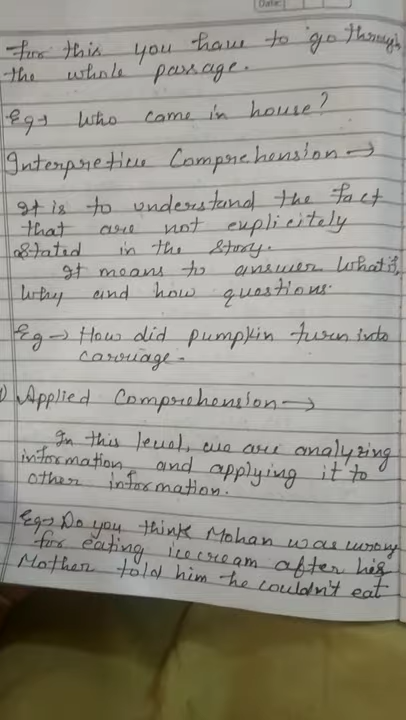 Date:
for this you have to go through
the whole passage.
Eg → Who came in house?
Interpretive Comprehension →
It is to understand the fact
that are not explicitely
stated in the story.
It means to answer what if,
Why and how questions.
Eg → How did pumpkin turn into
carriage.
) Applied Comprehension →
In this level, we are analyzing
information and applying it to
other information.
Eg → Do you think Mohan was wrong
for eating icecream after his
Mother told him he couldn't eat